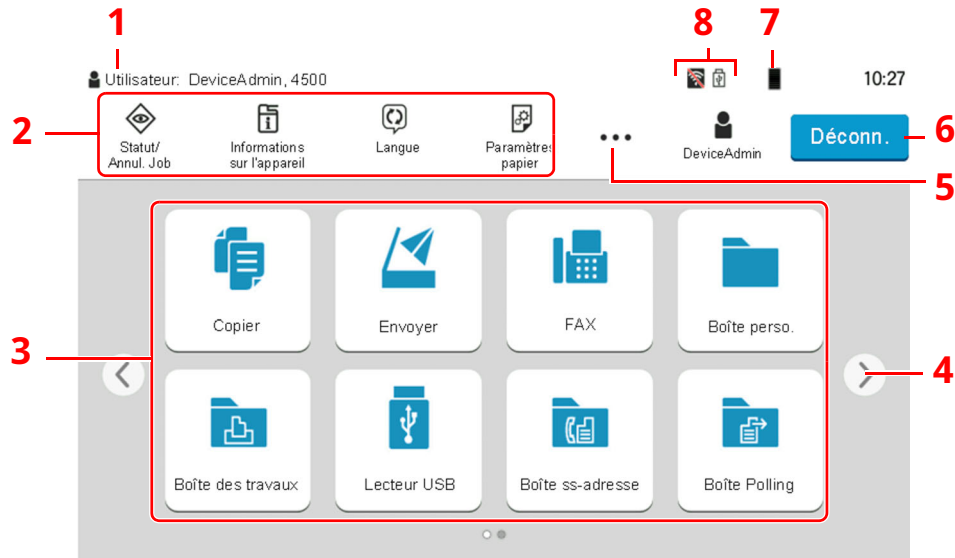 1
8
7
Utilisateur: DeviceAdmin, 4500
10:27
2
Statut/
Annul. Job
Informations
sur l'appareil
Langue
Paramètres
papier
DeviceAdmin
Déconn.
6
5
Copier
Envoyer
FAX
Boîte perso.
3
4
Boîte des travaux
Lecteur USB
Boîte ss-adresse
Boîte Polling